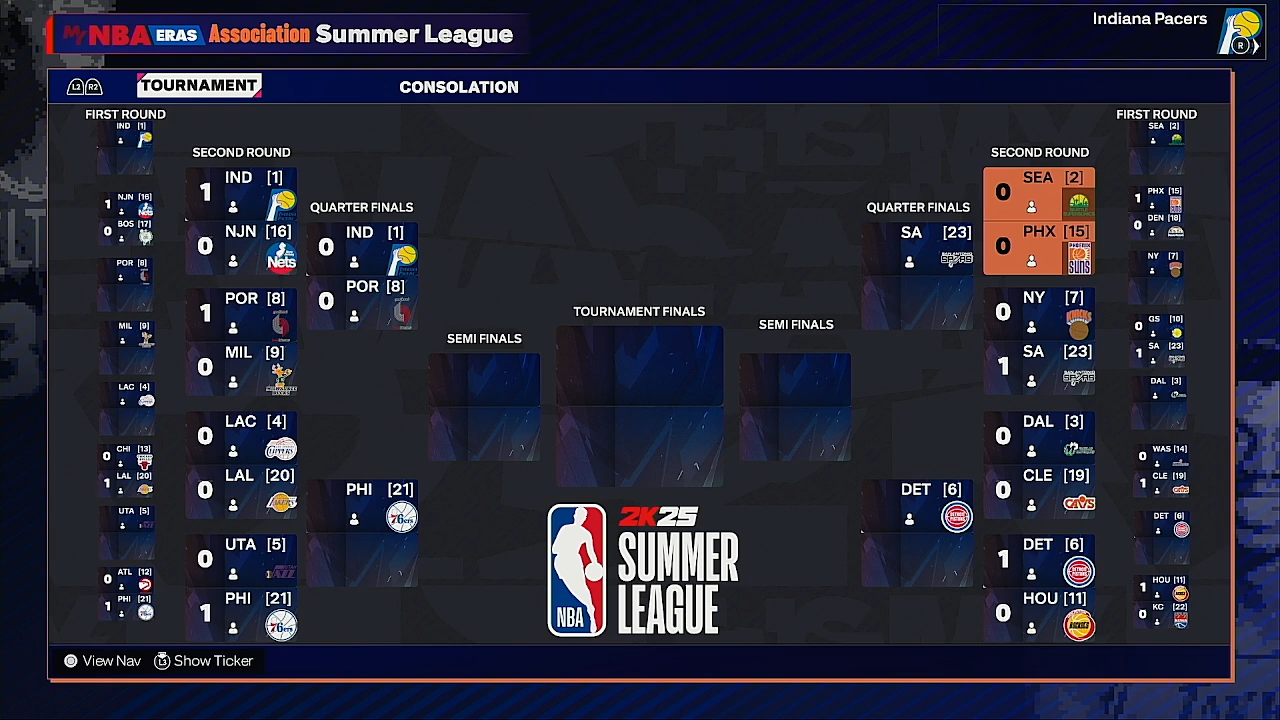 MyNBA ERAS Association Summer League
Indiana Pacers
L2 R2 TOURNAMENT CONSOLATION
FIRST ROUND
IND [1]
1 NJN [16]
0 BOS [17]
POR [8]
MIL [9]
LAC [4]
0 CHI [13]
1 LAL [20]
UTA [5]
0 ATL [12]
1 PHI [21]
SECOND ROUND
1 IND [1]
0 NJN [16]
1 POR [8]
0 MIL [9]
0 LAC [4]
0 LAL [20]
0 UTA [5]
1 PHI [21]
QUARTER FINALS
0 IND [1]
0 POR [8]
PHI [21]
SEMI FINALS
TOURNAMENT FINALS
SEMI FINALS
QUARTER FINALS
SA [23]
DET [6]
SECOND ROUND
0 SEA [2]
0 PHX [15]
PHOENIX SUNS
0 NY [7]
1 SA [23]
0 DAL [3]
0 CLE [19]
1 DET [6]
0 HOU [11]
FIRST ROUND
SEA [2]
1 PHX [15]
0 DEN [18]
NY [7]
0 GS [10]
1 SA [23]
DAL [3]
0 WAS [14]
1 CLE [19]
DET [6]
1 HOU [11]
0 KC [22]
NBA
2K25
SUMMER
LEAGUE
View Nav L3 Show Ticker